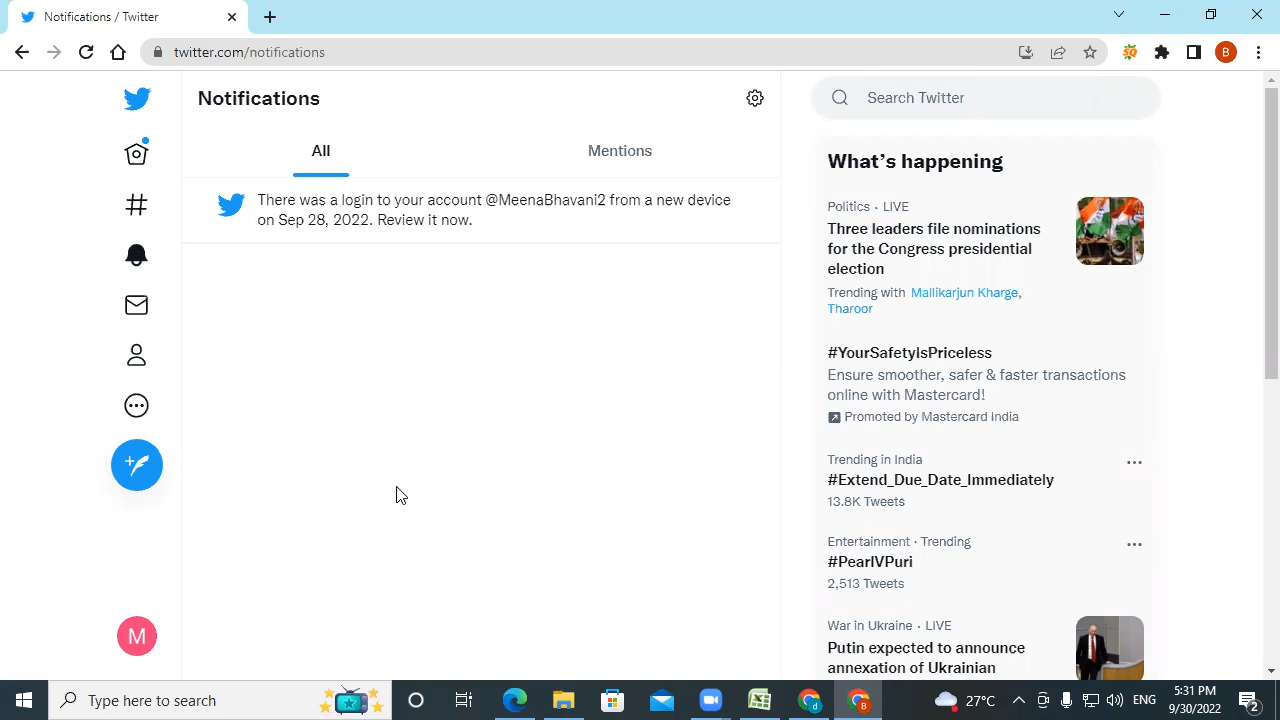 Notifications / Twitter
twitter.com/notifications
B
Notifications
All
Mentions
There was a login to your account @MeenaBhavani2 from a new device
on Sep 28, 2022. Review it now.
M
Search Twitter
What's happening
Politics · LIVE
Three leaders file nominations
for the Congress presidential
election
Trending with Mallikarjun Kharge,
Tharoor
#YourSafetyIsPriceless
Ensure smoother, safer & faster transactions
online with Mastercard!
Promoted by Mastercard India
Trending in India
#Extend_Due_Date_Immediately
13.8K Tweets
Entertainment · Trending
#PearlVPuri
2,513 Tweets
War in Ukraine · LIVE
Putin expected to announce
annexation of Ukrainian
Type here to search
d
B
27°C
ENG
5:31 PM
9/30/2022
2